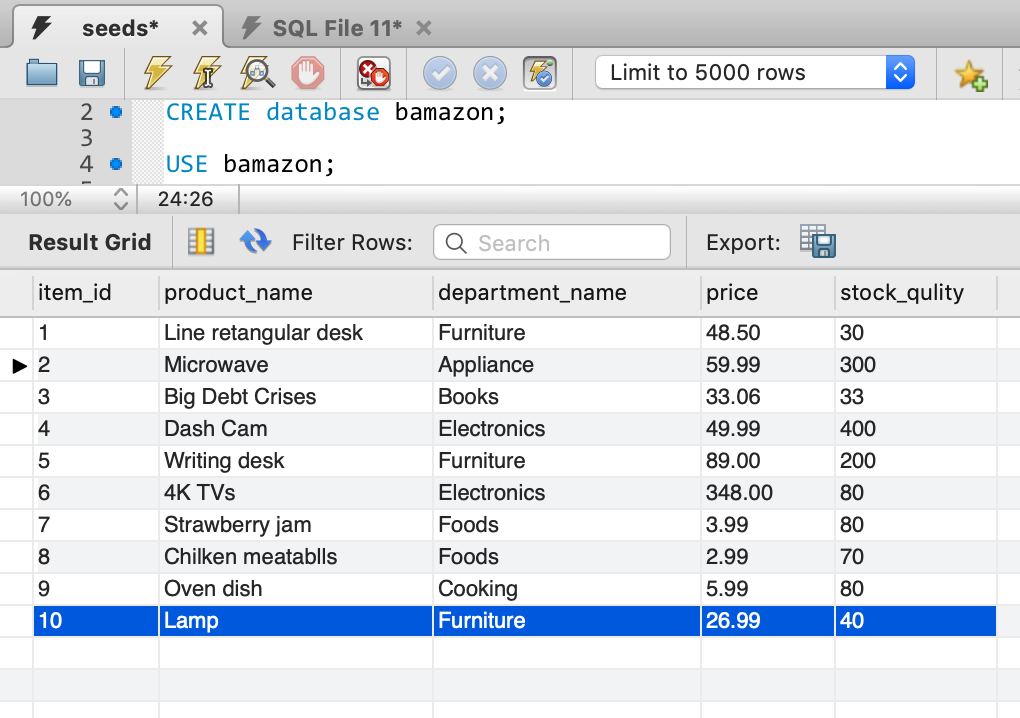 seeds* SQL File 11*
Limit to 5000 rows
2 CREATE database bamazon;
3
4 USE bamazon;
100% 24:26
Result Grid Filter Rows: Search Export:
item_id product_name department_name price stock_qulity
1 Line retangular desk Furniture 48.50 30
2 Microwave Appliance 59.99 300
3 Big Debt Crises Books 33.06 33
4 Dash Cam Electronics 49.99 400
5 Writing desk Furniture 89.00 200
6 4K TVs Electronics 348.00 80
7 Strawberry jam Foods 3.99 80
8 Chilken meatablls Foods 2.99 70
9 Oven dish Cooking 5.99 80
10 Lamp Furniture 26.99 40